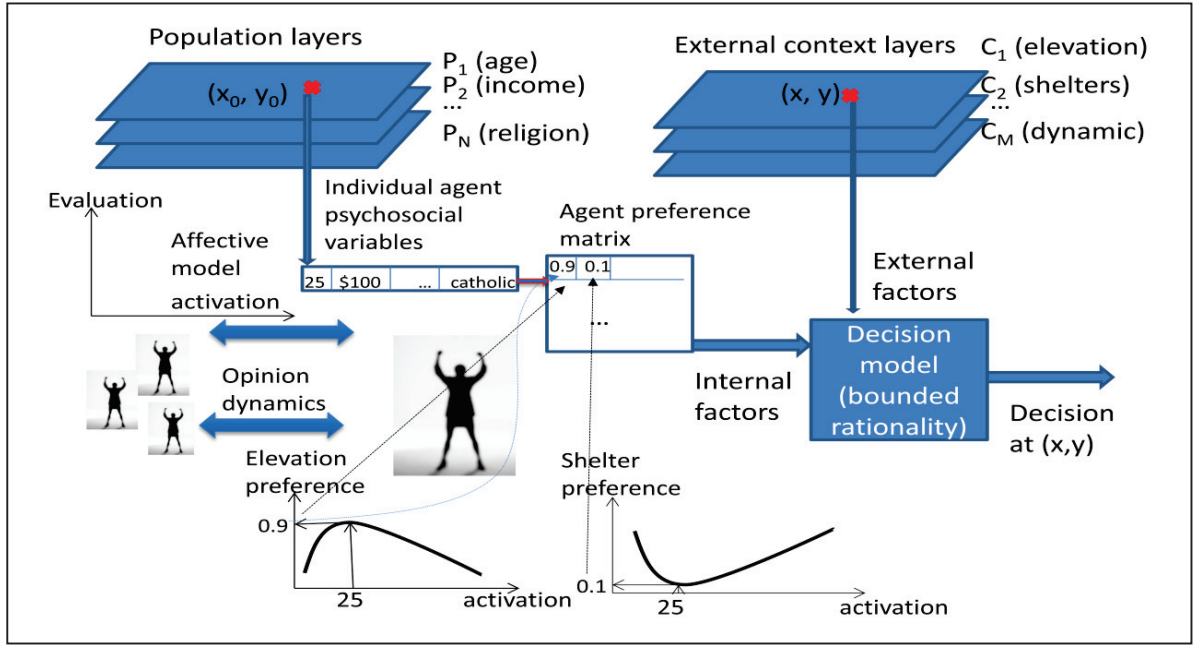 Population layers
P1 (age)
P2 (income)
...
PN (religion)
(x0, y0)
External context layers
C1 (elevation)
C2 (shelters)
...
CM (dynamic)
(x, y)
Evaluation
Affective
model
activation
Individual agent
psychosocial
variables
25 $100 ... catholic
Agent preference
matrix
0.9 0.1
...
External
factors
Decision
model
(bounded
rationality)
Internal
factors
Decision
at (x,y)
Opinion
dynamics
Elevation
preference
0.9
25
activation
Shelter
preference
0.1
25
activation